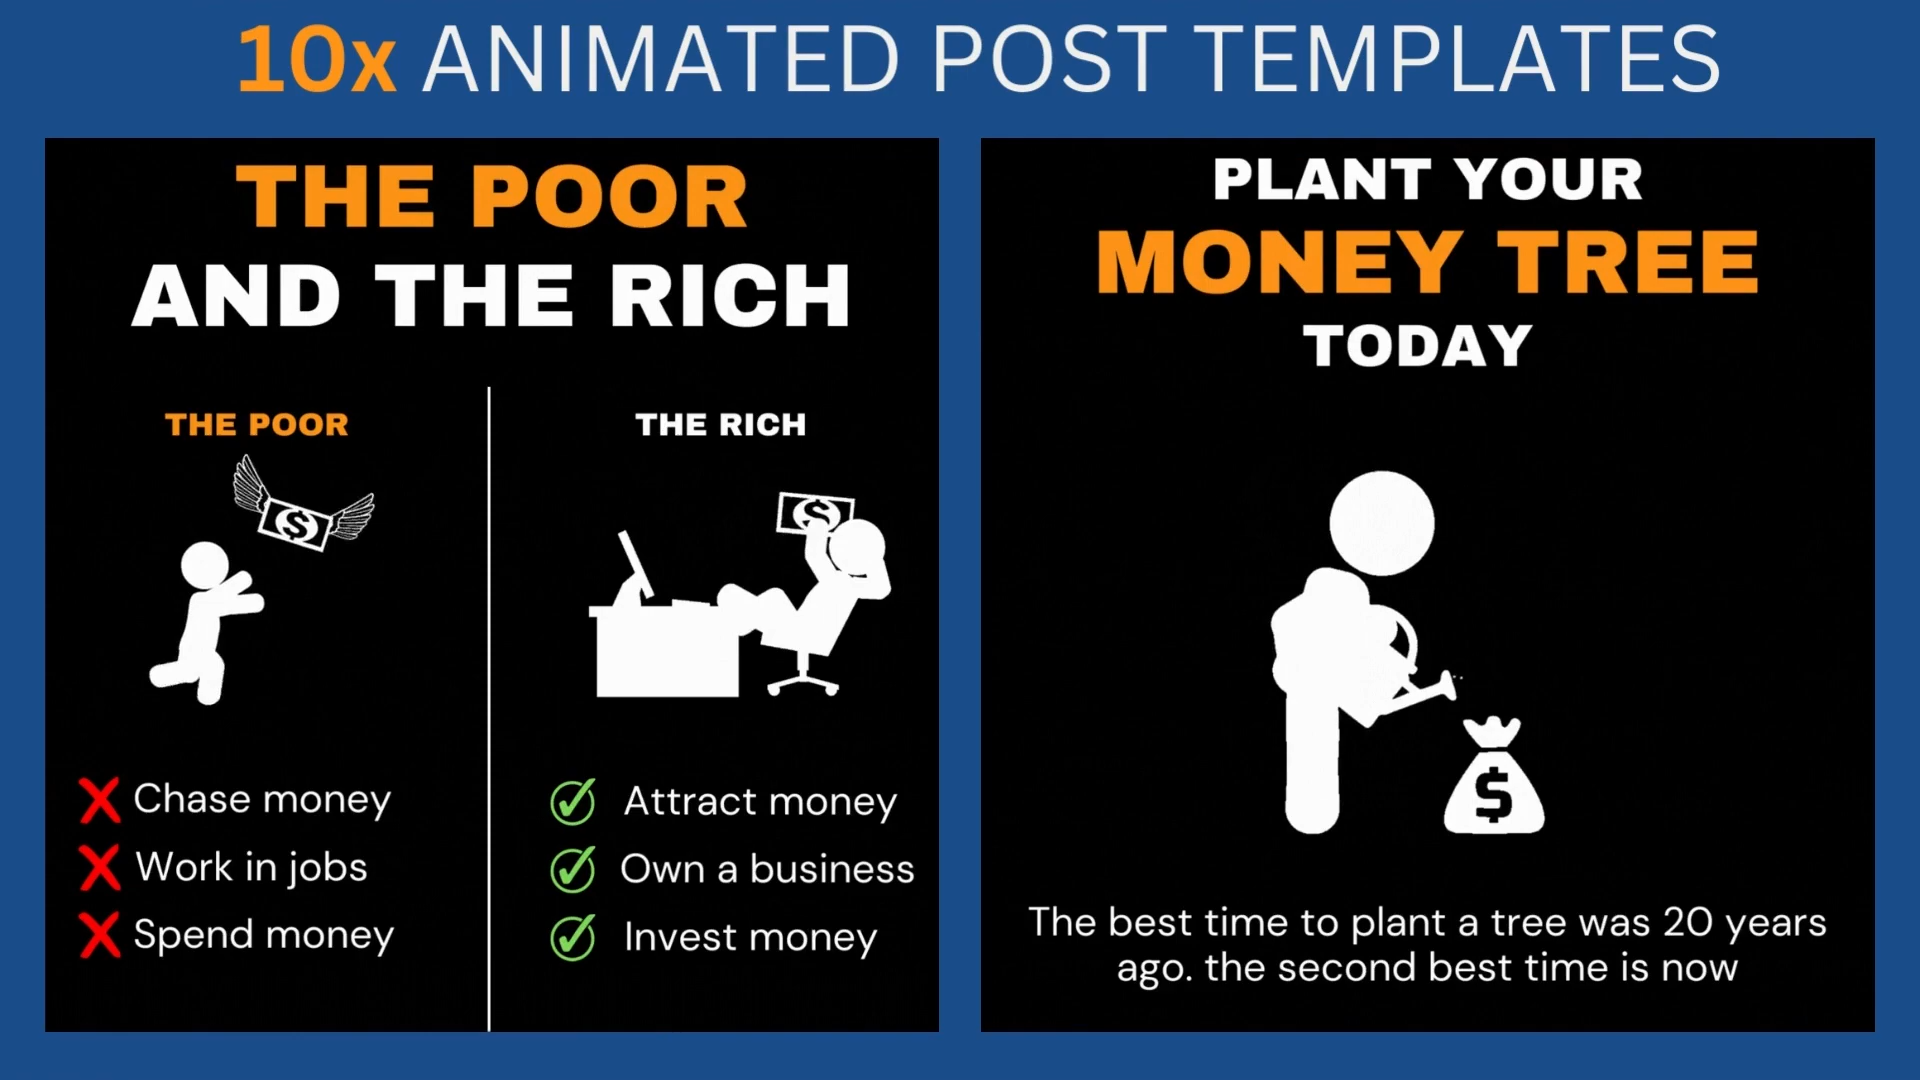 10x ANIMATED POST TEMPLATES
THE POOR
AND THE RICH
THE POOR
Chase money
Work in jobs
Spend money
THE RICH
Attract money
Own a business
Invest money
PLANT YOUR
MONEY TREE
TODAY
$
The best time to plant a tree was 20 years
ago. the second best time is now